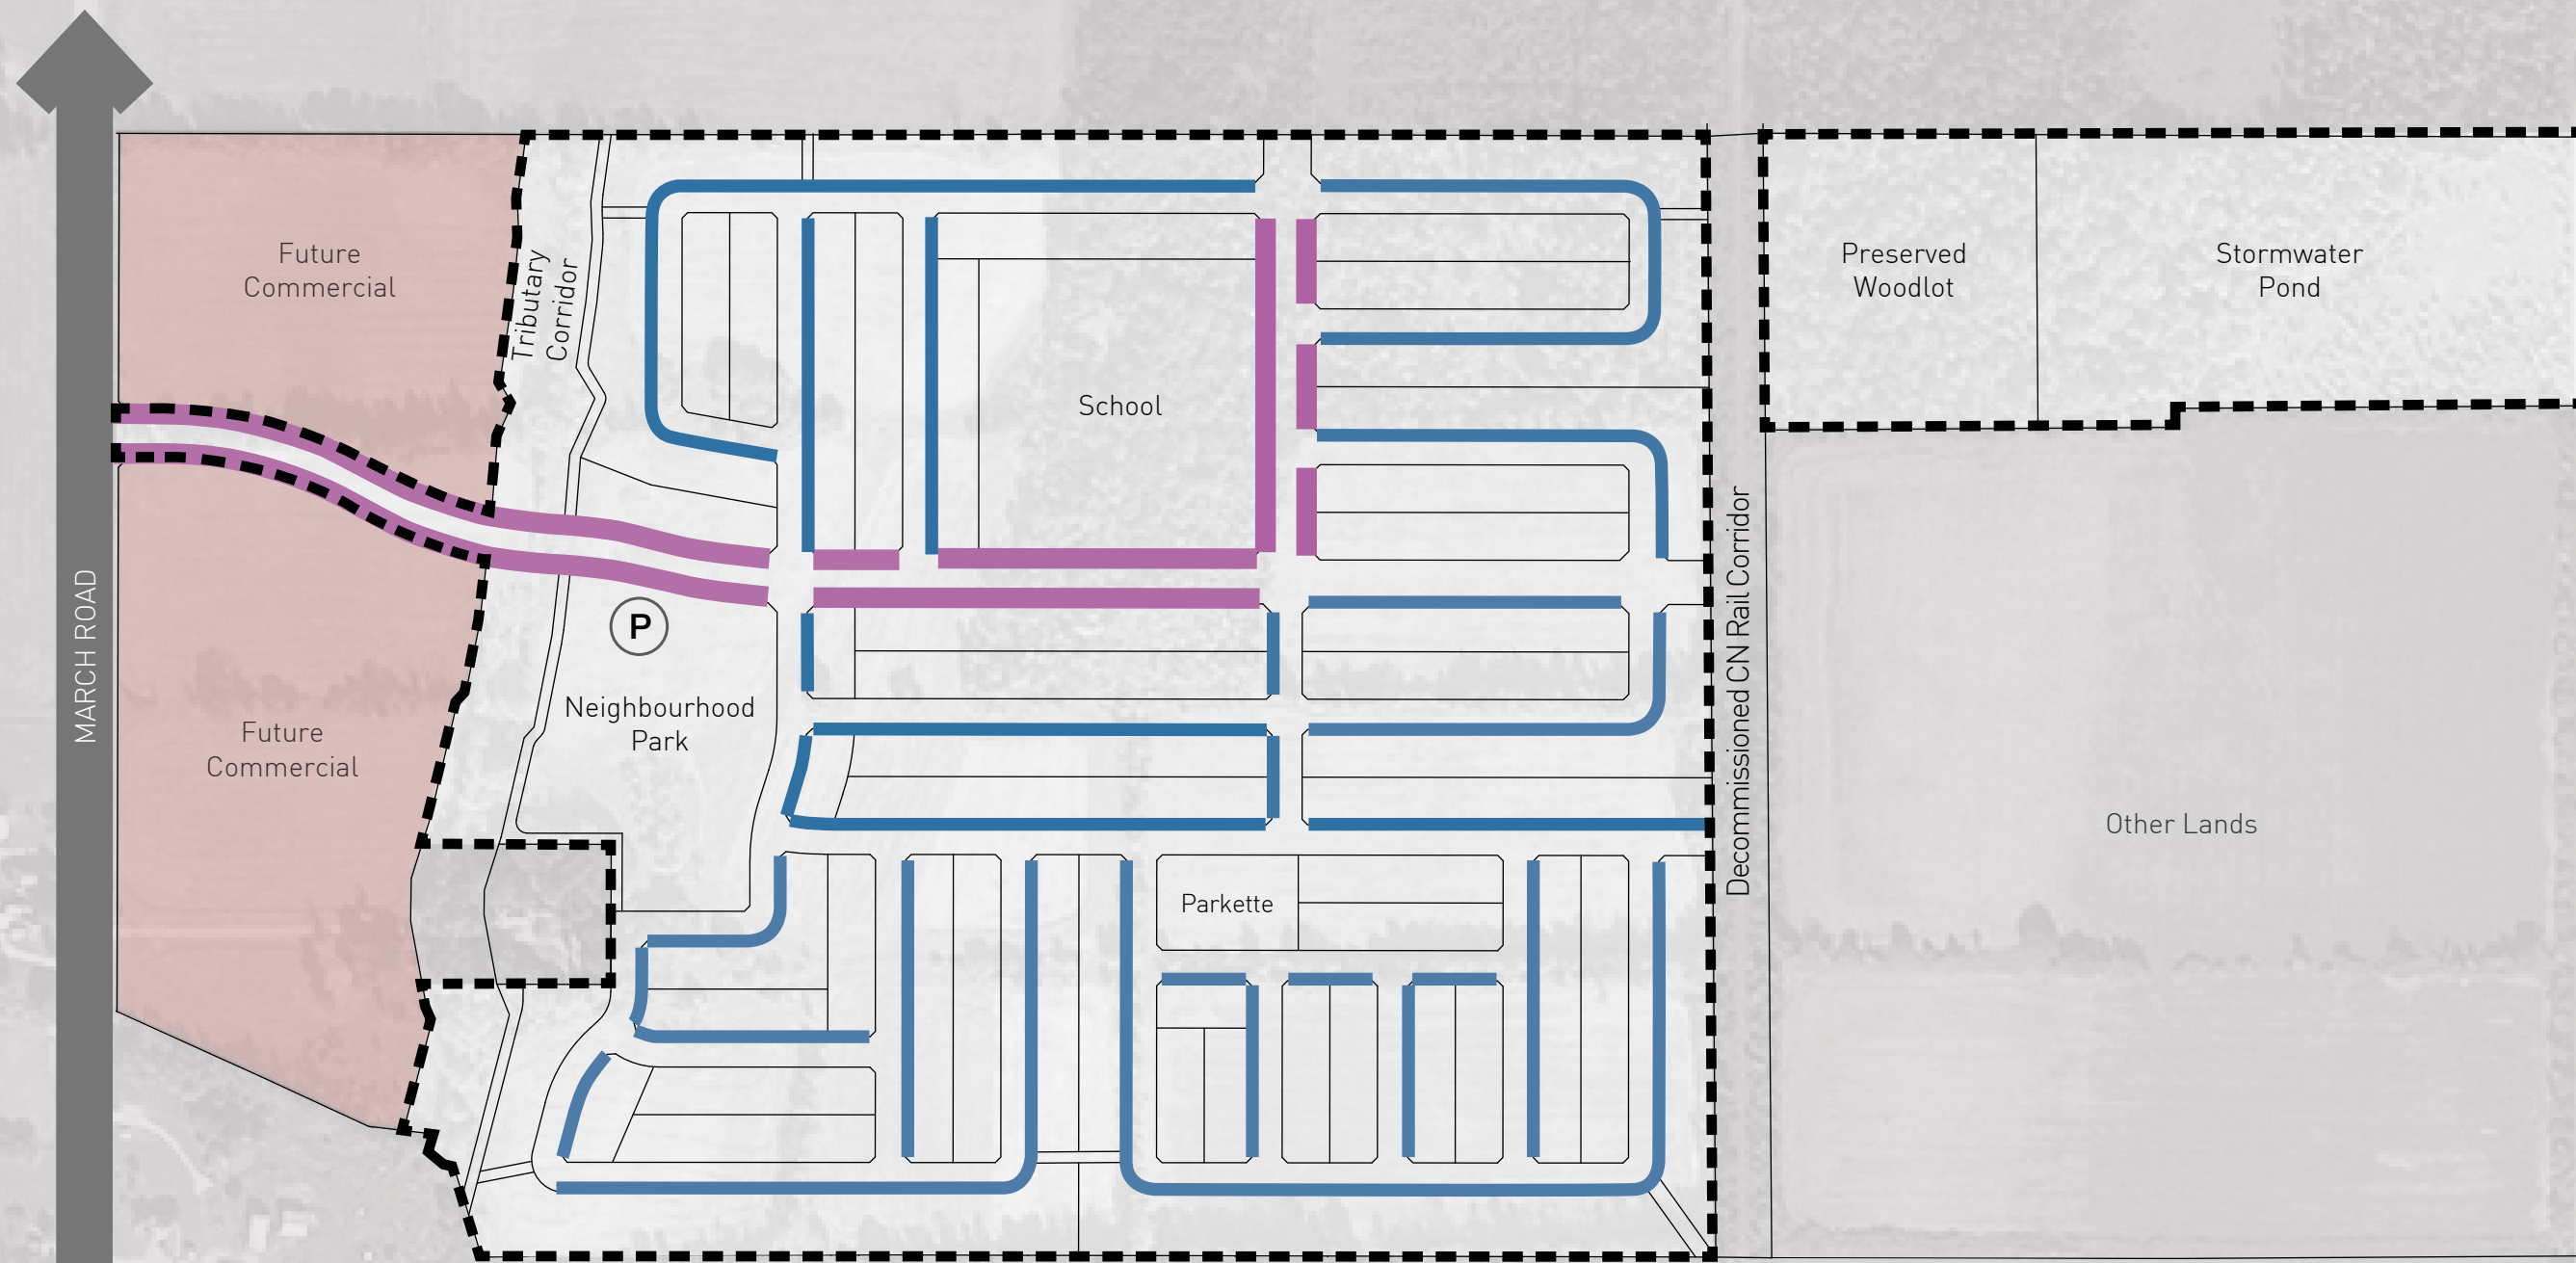 Future
Commercial
Tributary
Corridor
Preserved
Woodlot
Stormwater
Pond
School
MARCH ROAD
P
Neighbourhood
Park
Future
Commercial
Decommissioned CN Rail Corridor
Other Lands
Parkette